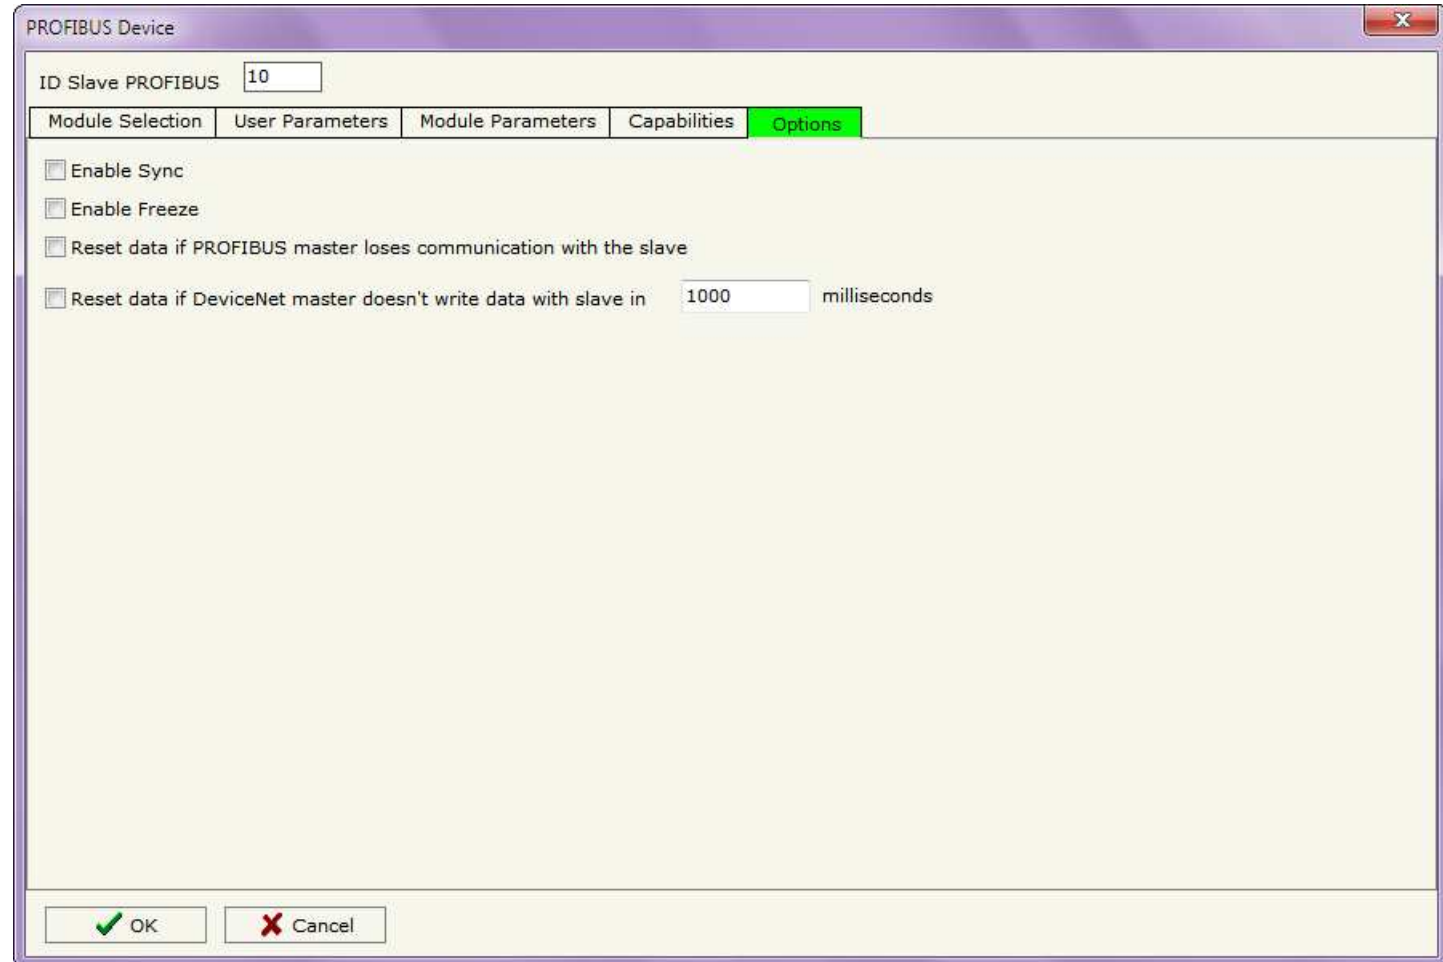 PROFIBUS Device
ID Slave PROFIBUS 10
Module Selection User Parameters Module Parameters Capabilities Options
Enable Sync
Enable Freeze
Reset data if PROFIBUS master loses communication with the slave
Reset data if DeviceNet master doesn't write data with slave in 1000 milliseconds
OK Cancel